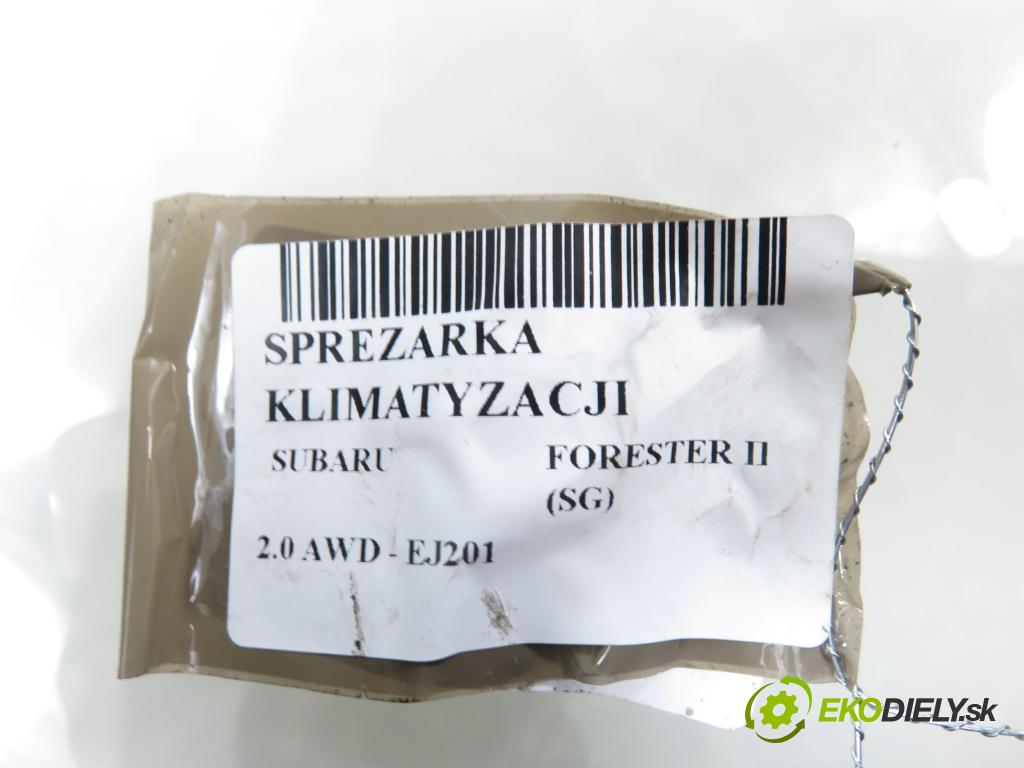 SPREZARKA
KLIMATYZACJI
SUBARU FORESTER II
(SG)
2.0 AWD - EJ201
EKODIELY.sk